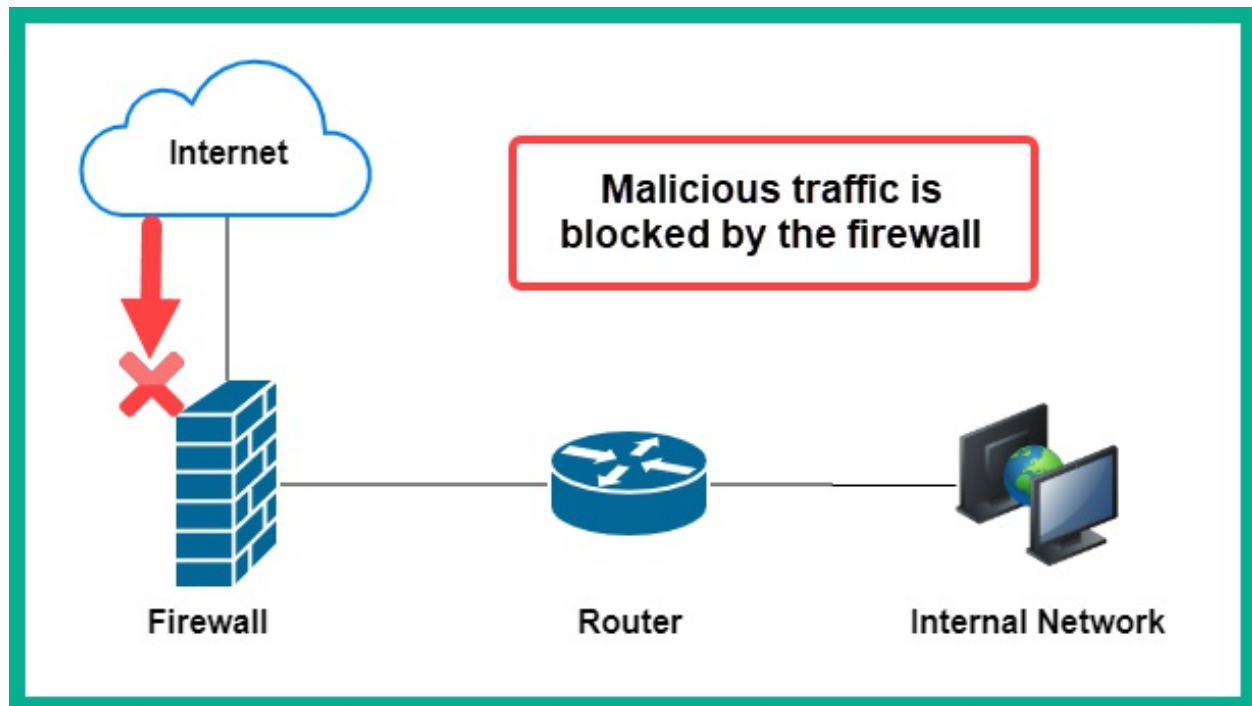 Internet
Malicious traffic is
blocked by the firewall
Firewall
Router
Internal Network